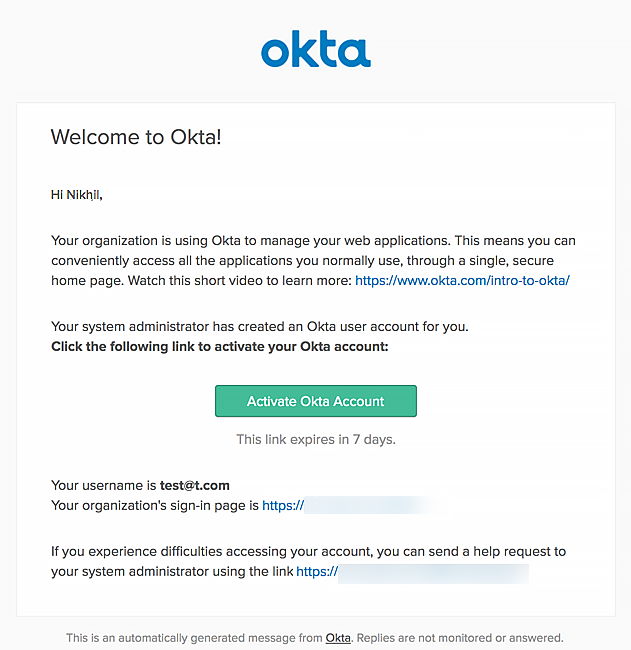 okta
Welcome to Okta!
Hi Nikhil,
Your organization is using Okta to manage your web applications. This means you can
conveniently access all the applications you normally use, through a single, secure
home page. Watch this short video to learn more: https://www.okta.com/intro-to-okta/
Your system administrator has created an Okta user account for you.
Click the following link to activate your Okta account:
Activate Okta Account
This link expires in 7 days.
Your username is test@t.com
Your organization's sign-in page is https://
If you experience difficulties accessing your account, you can send a help request to
your system administrator using the link https://
This is an automatically generated message from Okta. Replies are not monitored or answered.